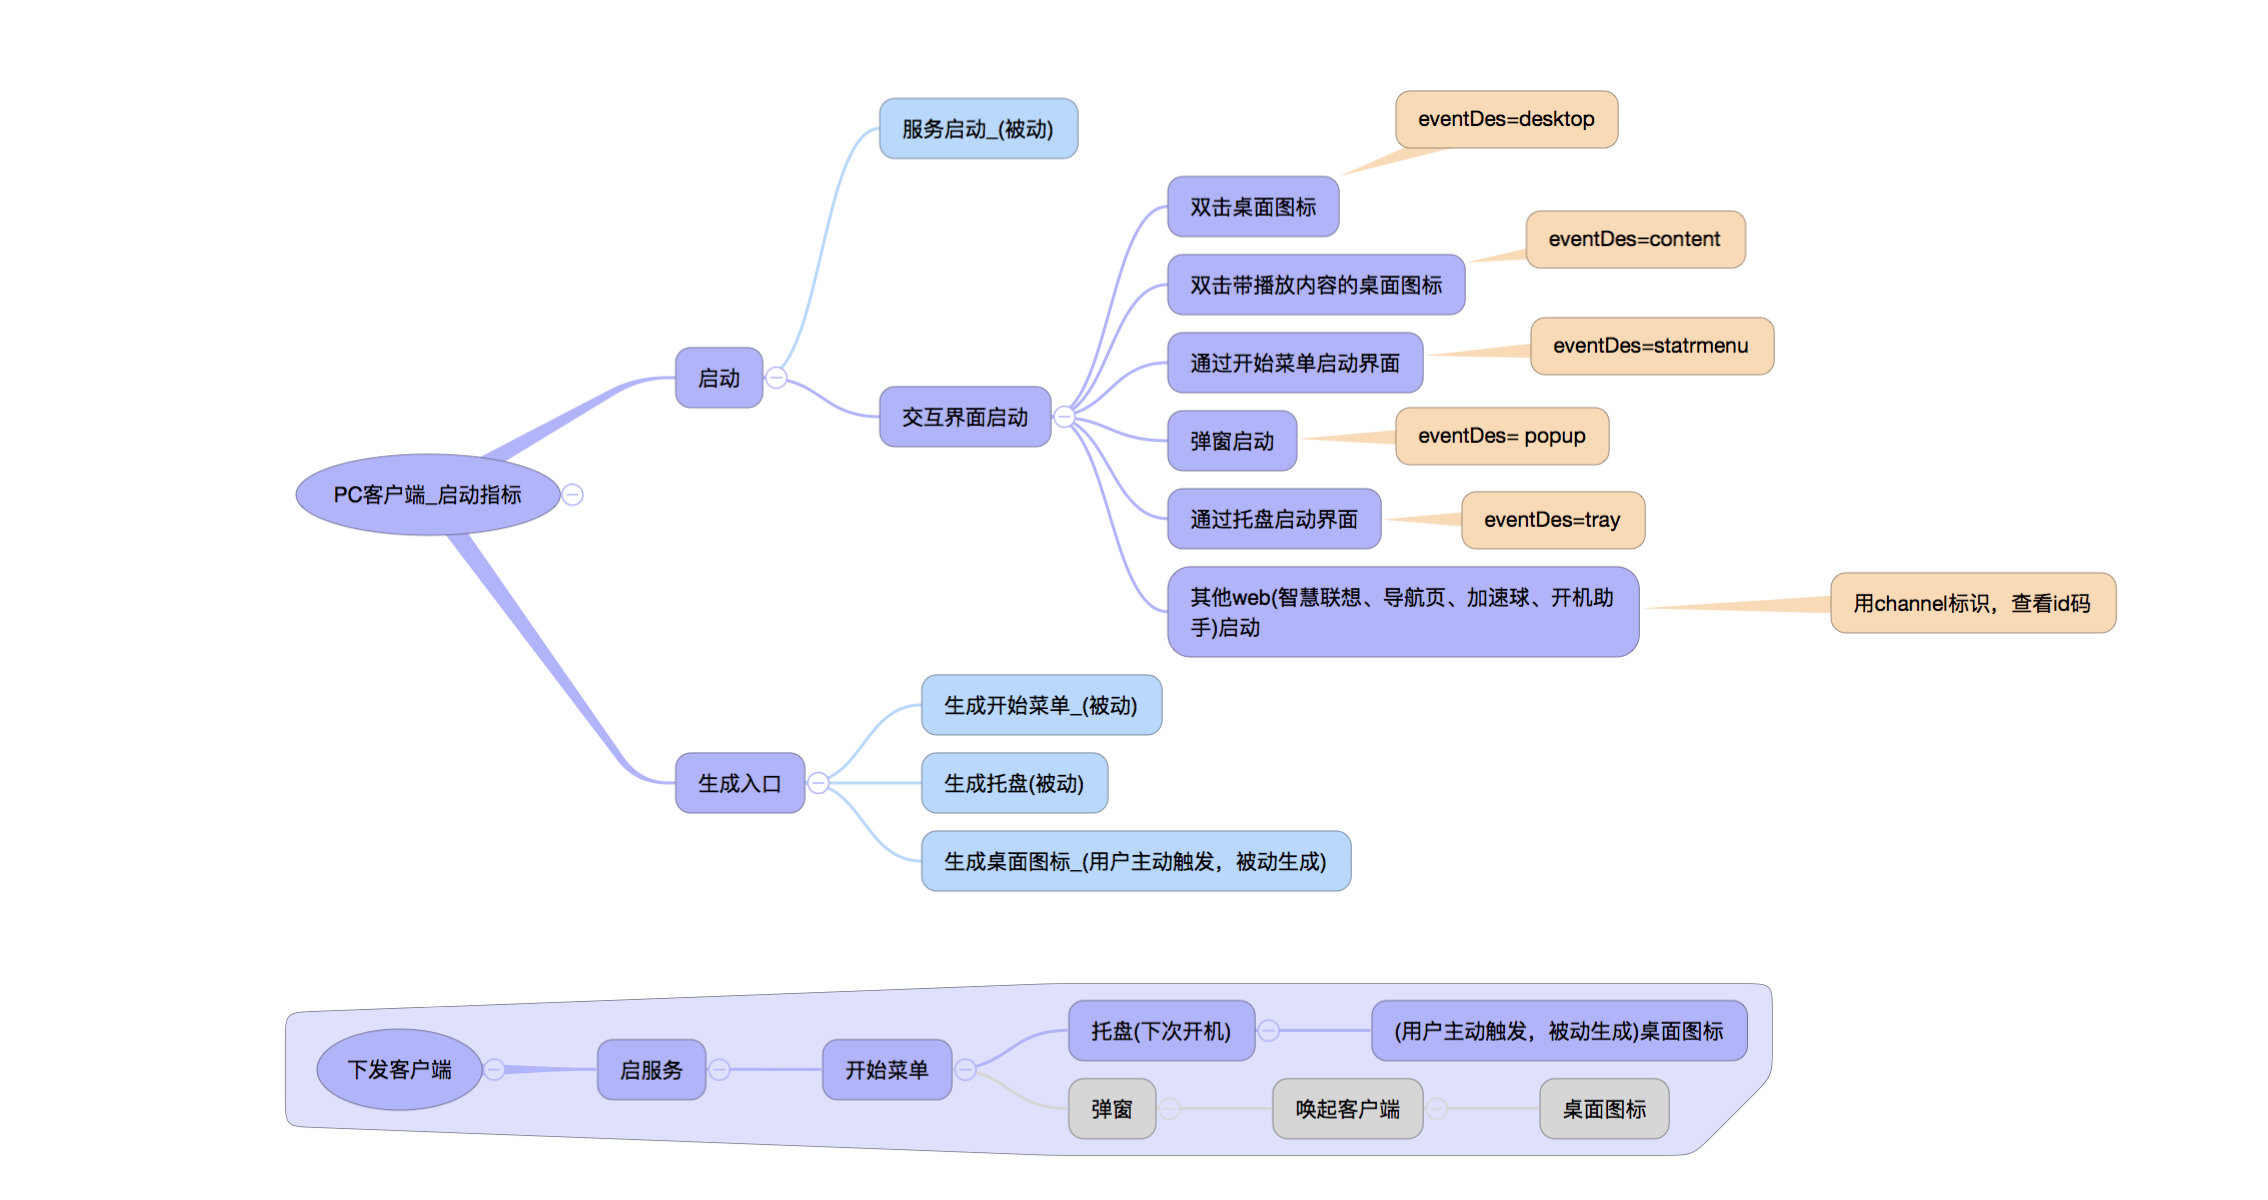 PC客户端_启动指标
启动
服务启动_(被动)
交互界面启动
双击桌面图标
eventDes=desktop
双击带播放内容的桌面图标
eventDes=content
通过开始菜单启动界面
eventDes=statrmenu
弹窗启动
eventDes= popup
通过托盘启动界面
eventDes=tray
其他web(智慧联想、导航页、加速球、开机助
手)启动
用channel标识，查看id码
生成入口
生成开始菜单_(被动)
生成托盘(被动)
生成桌面图标_(用户主动触发，被动生成)
下发客户端
启服务
开始菜单
托盘(下次开机)
(用户主动触发，被动生成)桌面图标
弹窗
唤起客户端
桌面图标